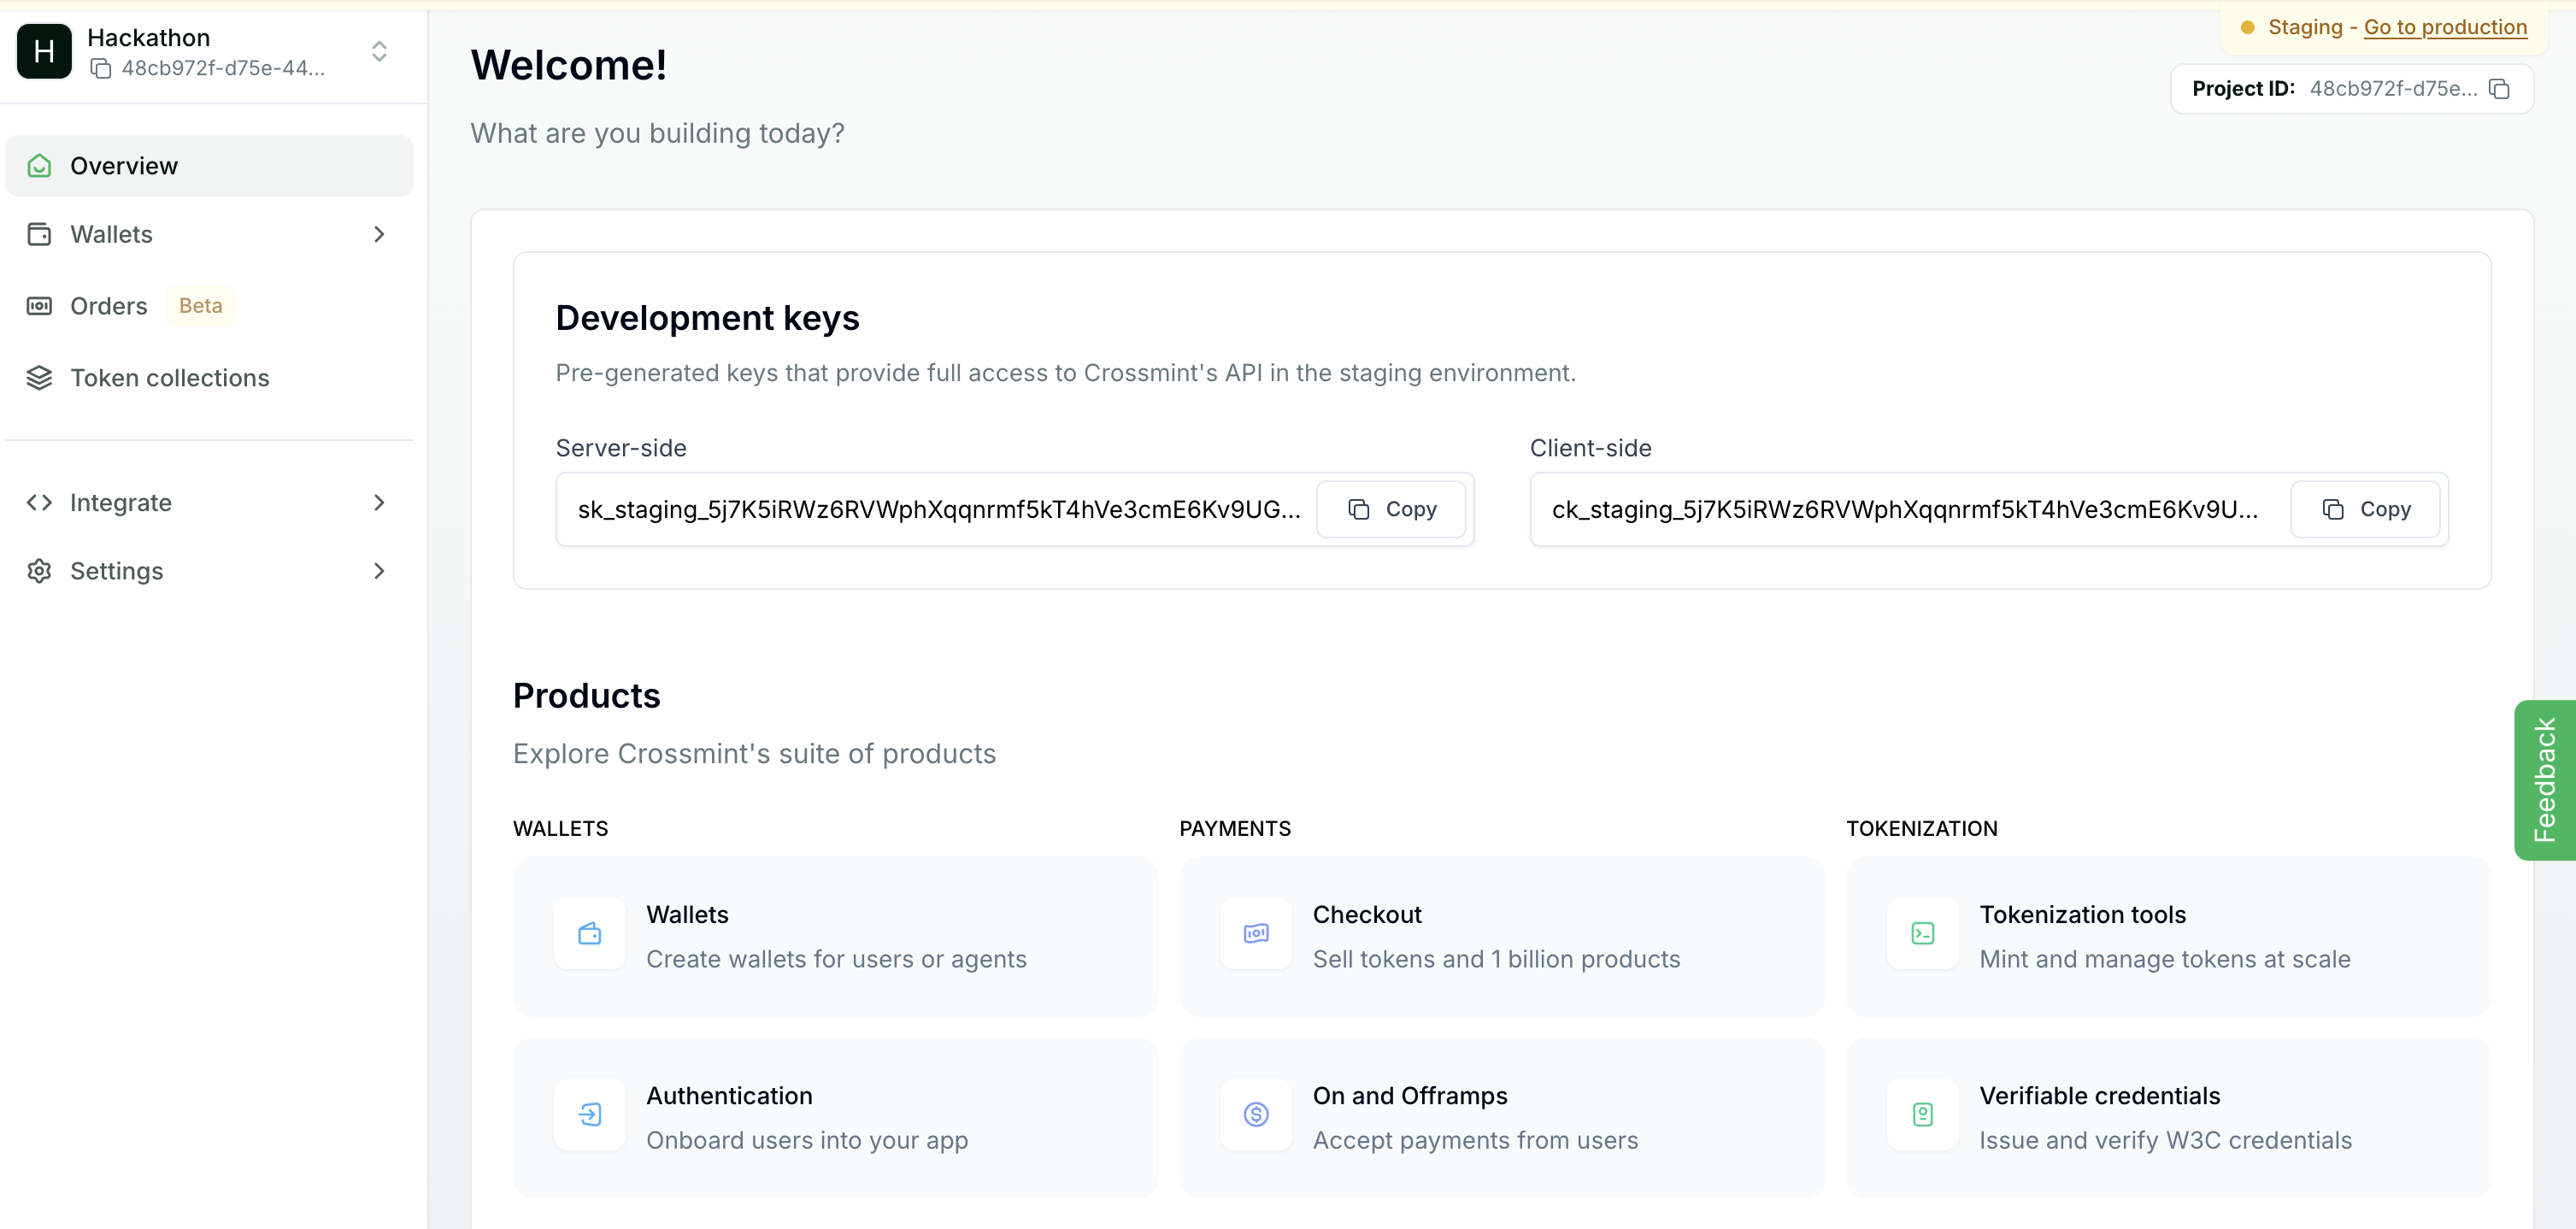 H
Hackathon
48cb972f-d75e-44...
Overview
Wallets
Orders Beta
Token collections
Integrate
Settings
Staging - Go to production
Welcome!
Project ID: 48cb972f-d75e...
What are you building today?
Development keys
Pre-generated keys that provide full access to Crossmint's API in the staging environment.
Server-side
sk_staging_5j7K5iRWz6RVWphXqqnrmf5kT4hVe3cmE6Kv9UG... Copy
Client-side
ck_staging_5j7K5iRWz6RVWphXqqnrmf5kT4hVe3cmE6Kv9U... Copy
Products
Explore Crossmint's suite of products
WALLETS
Wallets
Create wallets for users or agents
Authentication
Onboard users into your app
PAYMENTS
Checkout
Sell tokens and 1 billion products
On and Offramps
Accept payments from users
TOKENIZATION
Tokenization tools
Mint and manage tokens at scale
Verifiable credentials
Issue and verify W3C credentials
Feedback